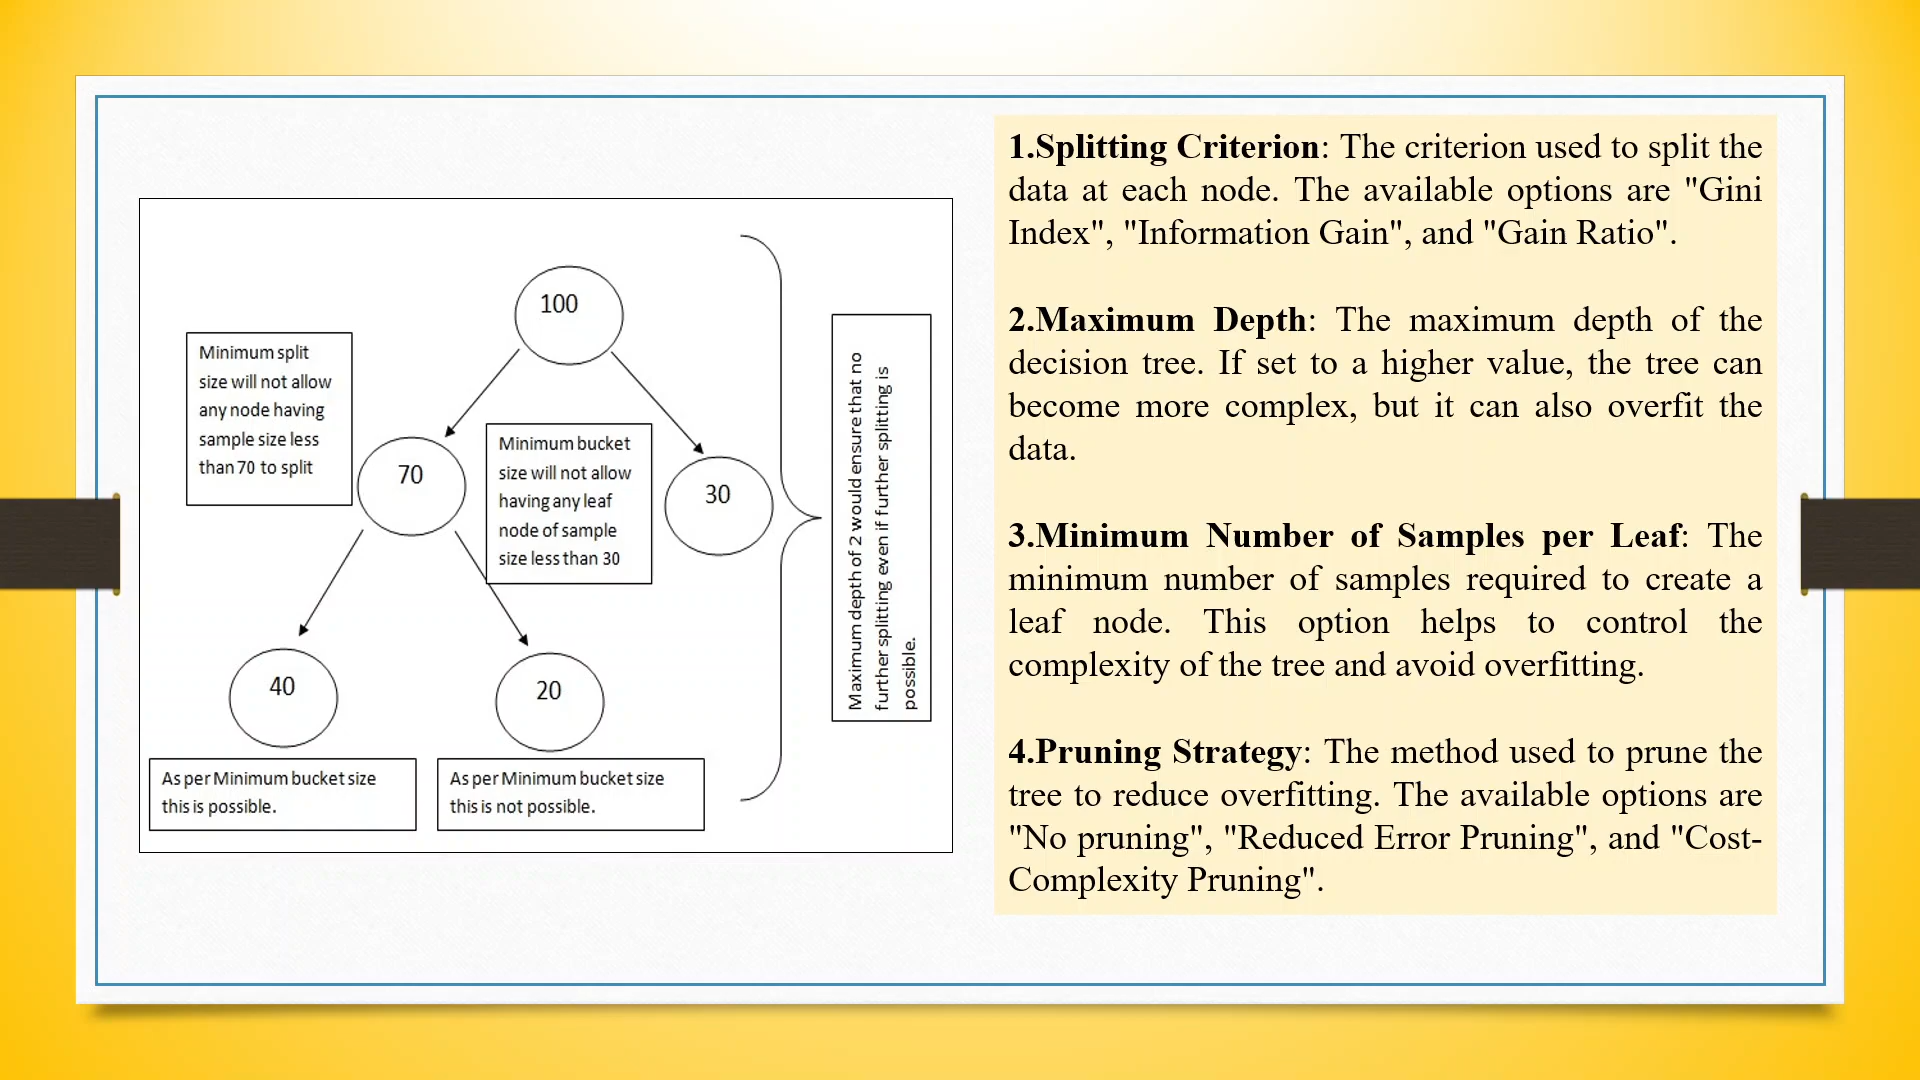 100
Minimum split
size will not allow
any node having
sample size less
than 70 to split
70
Minimum bucket
size will not allow
having any leaf
node of sample
size less than 30
30
40
20
As per Minimum bucket size
this is possible.
As per Minimum bucket size
this is not possible.
Maximum depth of 2 would ensure that no
further splitting even if further splitting is
possible.
1.Splitting Criterion: The criterion used to split the
data at each node. The available options are "Gini
Index", "Information Gain", and "Gain Ratio".
2.Maximum Depth: The maximum depth of the
decision tree. If set to a higher value, the tree can
become more complex, but it can also overfit the
data.
3.Minimum Number of Samples per Leaf: The
minimum number of samples required to create a
leaf node. This option helps to control the
complexity of the tree and avoid overfitting.
4.Pruning Strategy: The method used to prune the
tree to reduce overfitting. The available options are
"No pruning", "Reduced Error Pruning", and "Cost-
Complexity Pruning".